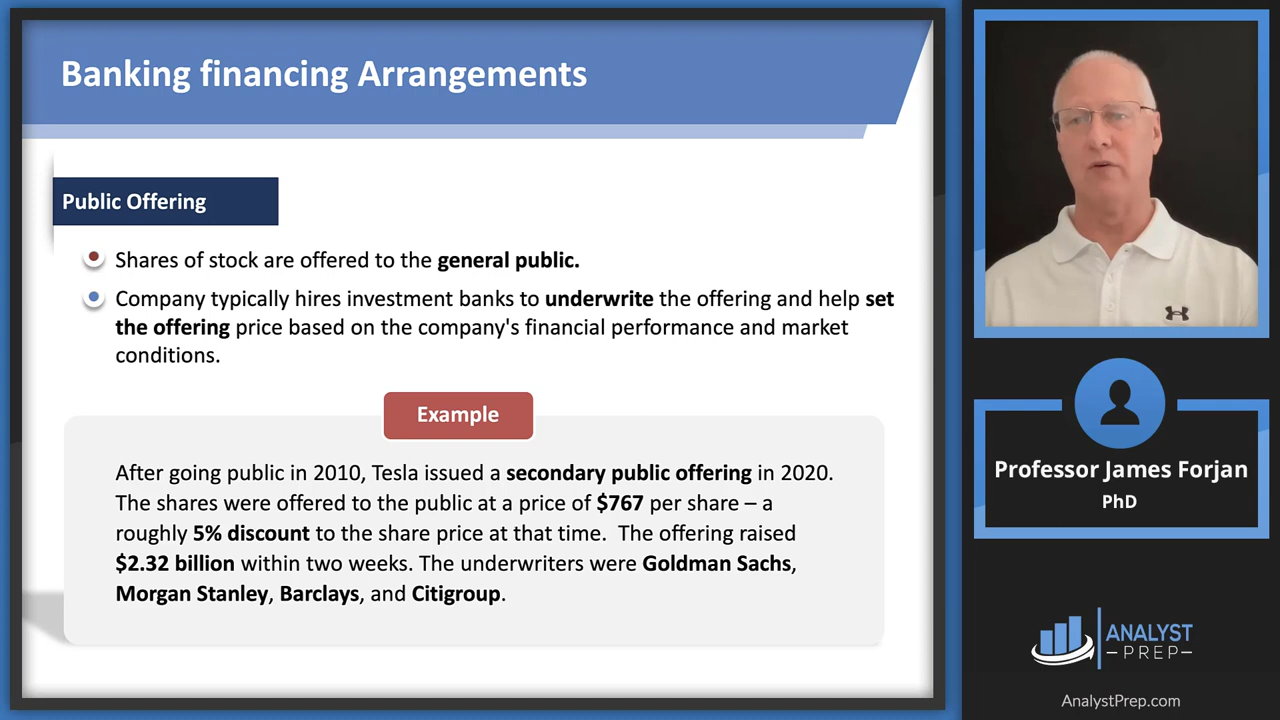 Banking financing Arrangements
Public Offering
Shares of stock are offered to the general public.
Company typically hires investment banks to underwrite the offering and help set
the offering price based on the company's financial performance and market
conditions.
Example
After going public in 2010, Tesla issued a secondary public offering in 2020.
The shares were offered to the public at a price of $767 per share – a
roughly 5% discount to the share price at that time.  The offering raised
$2.32 billion within two weeks. The underwriters were Goldman Sachs,
Morgan Stanley, Barclays, and Citigroup.
Professor James Forjan
PhD
ANALYST
–PREP–
AnalystPrep.com